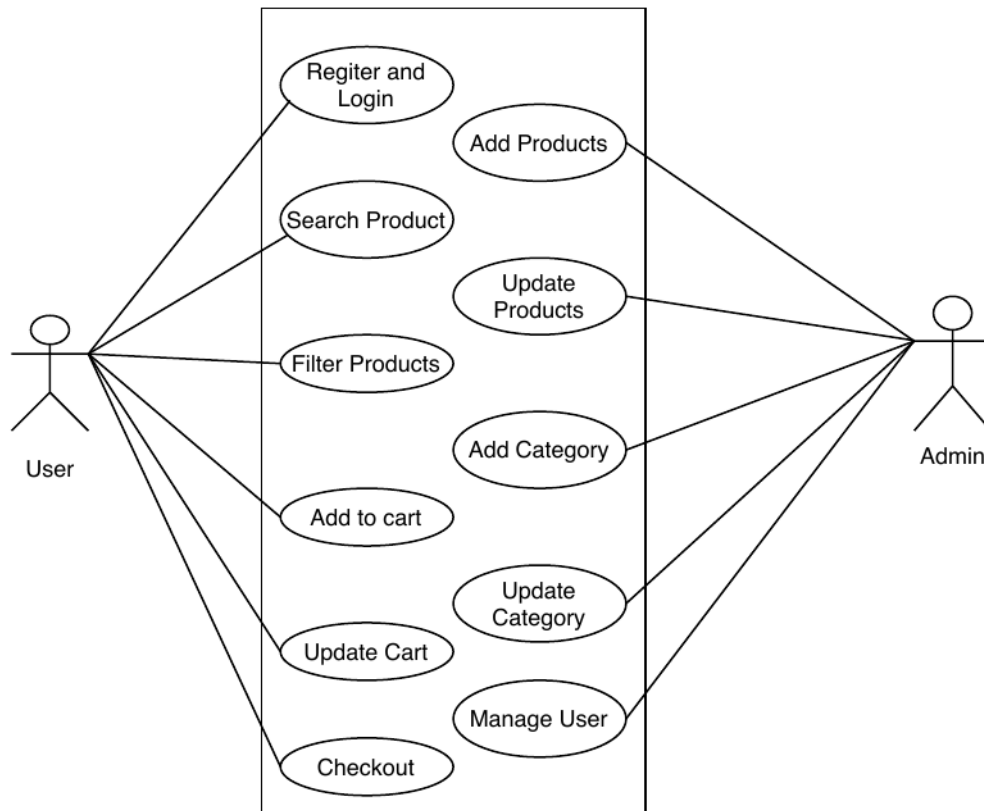 Regiter and
Login
Add Products
Search Product
Update
Products
Filter Products
Add Category
User
Admin
Add to cart
Update
Category
Update Cart
Manage User
Checkout